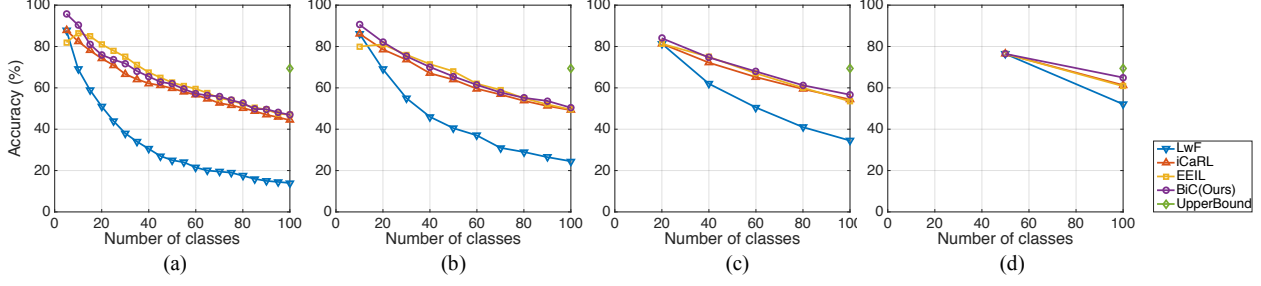 100
80
60
40
20
0
Accuracy (%)
0 20 40 60 80 100
Number of classes
(a)
100
80
60
40
20
0
0 20 40 60 80 100
Number of classes
(b)
100
80
60
40
20
0
0 20 40 60 80 100
Number of classes
(c)
100
80
60
40
20
0
0 20 40 60 80 100
Number of classes
(d)
LwF
iCaRL
EEIL
BiC(Ours)
UpperBound